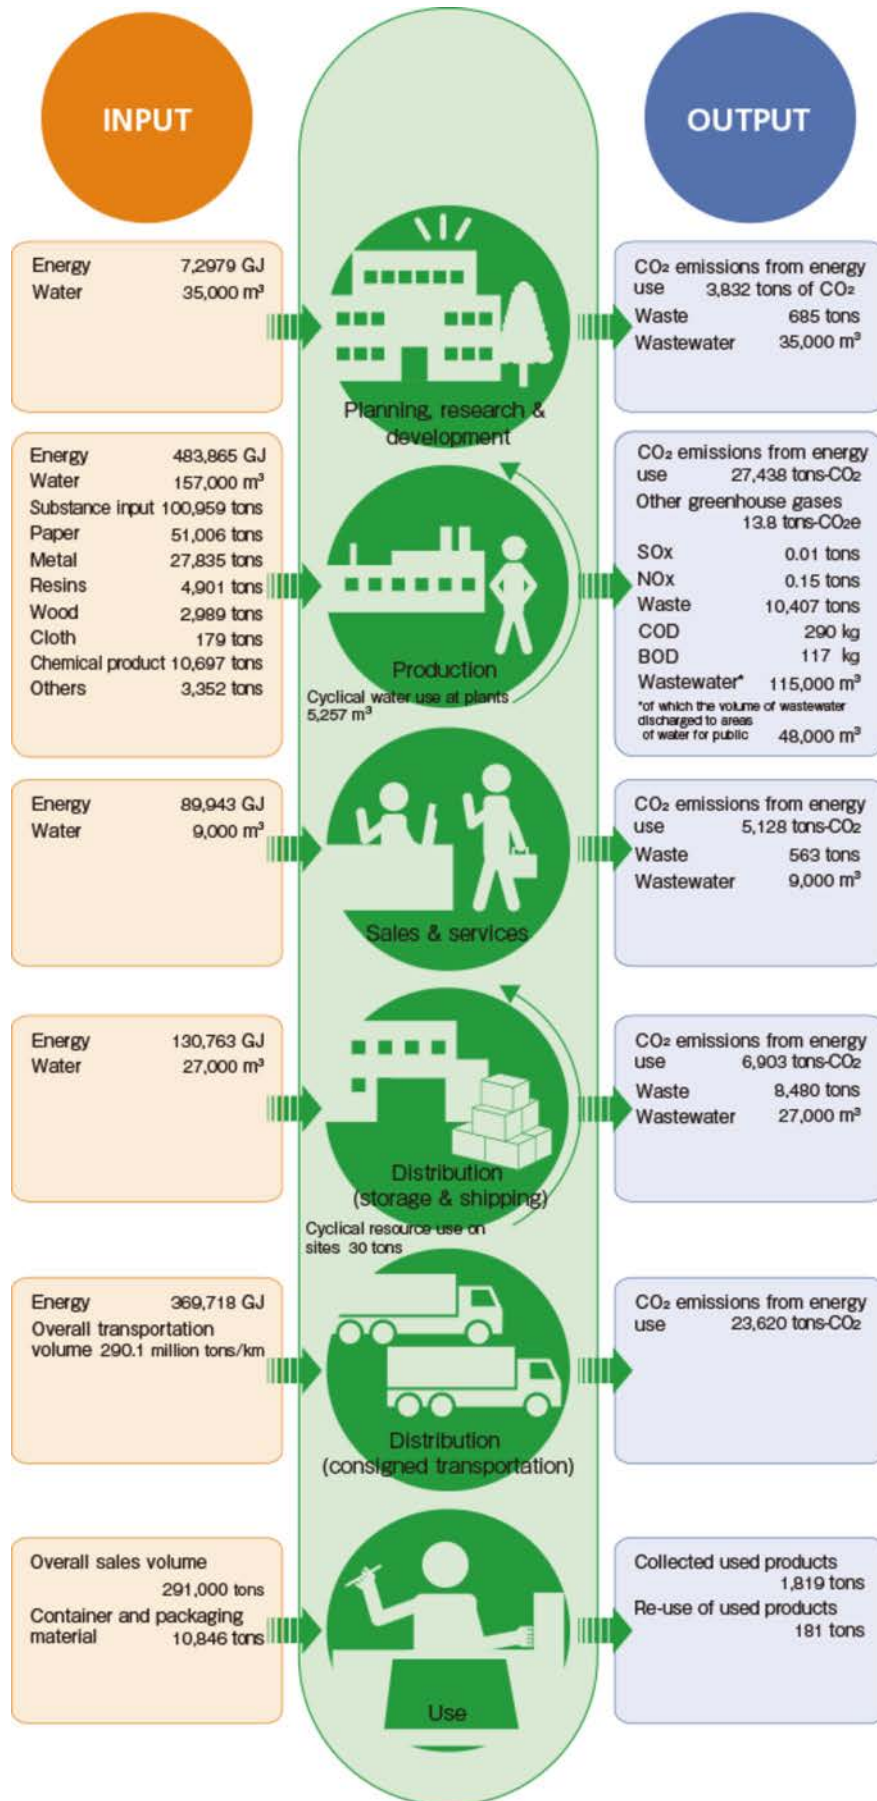 INPUT
OUTPUT
Energy 7,2979 GJ
Water 35,000 m³
Planning, research &
development
CO₂ emissions from energy
use 3,832 tons of CO₂
Waste 685 tons
Wastewater 35,000 m³
Energy 483,865 GJ
Water 157,000 m³
Substance input 100,959 tons
Paper 51,006 tons
Metal 27,835 tons
Resins 4,901 tons
Wood 2,989 tons
Cloth 179 tons
Chemical product 10,697 tons
Others 3,352 tons
Production
Cyclical water use at plants
5,257 m³
CO₂ emissions from energy
use 27,438 tons-CO₂
Other greenhouse gases
13.8 tons-CO₂e
SOx 0.01 tons
NOx 0.15 tons
Waste 10,407 tons
COD 290 kg
BOD 117 kg
Wastewater* 115,000 m³
*of which the volume of wastewater
discharged to areas
of water for public 48,000 m³
Energy 89,943 GJ
Water 9,000 m³
Sales & services
CO₂ emissions from energy
use 5,128 tons-CO₂
Waste 563 tons
Wastewater 9,000 m³
Energy 130,763 GJ
Water 27,000 m³
Distribution
(storage & shipping)
Cyclical resource use on
sites 30 tons
CO₂ emissions from energy
use 6,903 tons-CO₂
Waste 8,480 tons
Wastewater 27,000 m³
Energy 369,718 GJ
Overall transportation
volume 290.1 million tons/km
Distribution
(consigned transportation)
CO₂ emissions from energy
use 23,620 tons-CO₂
Overall sales volume
291,000 tons
Container and packaging
material 10,846 tons
Use
Collected used products
1,819 tons
Re-use of used products
181 tons